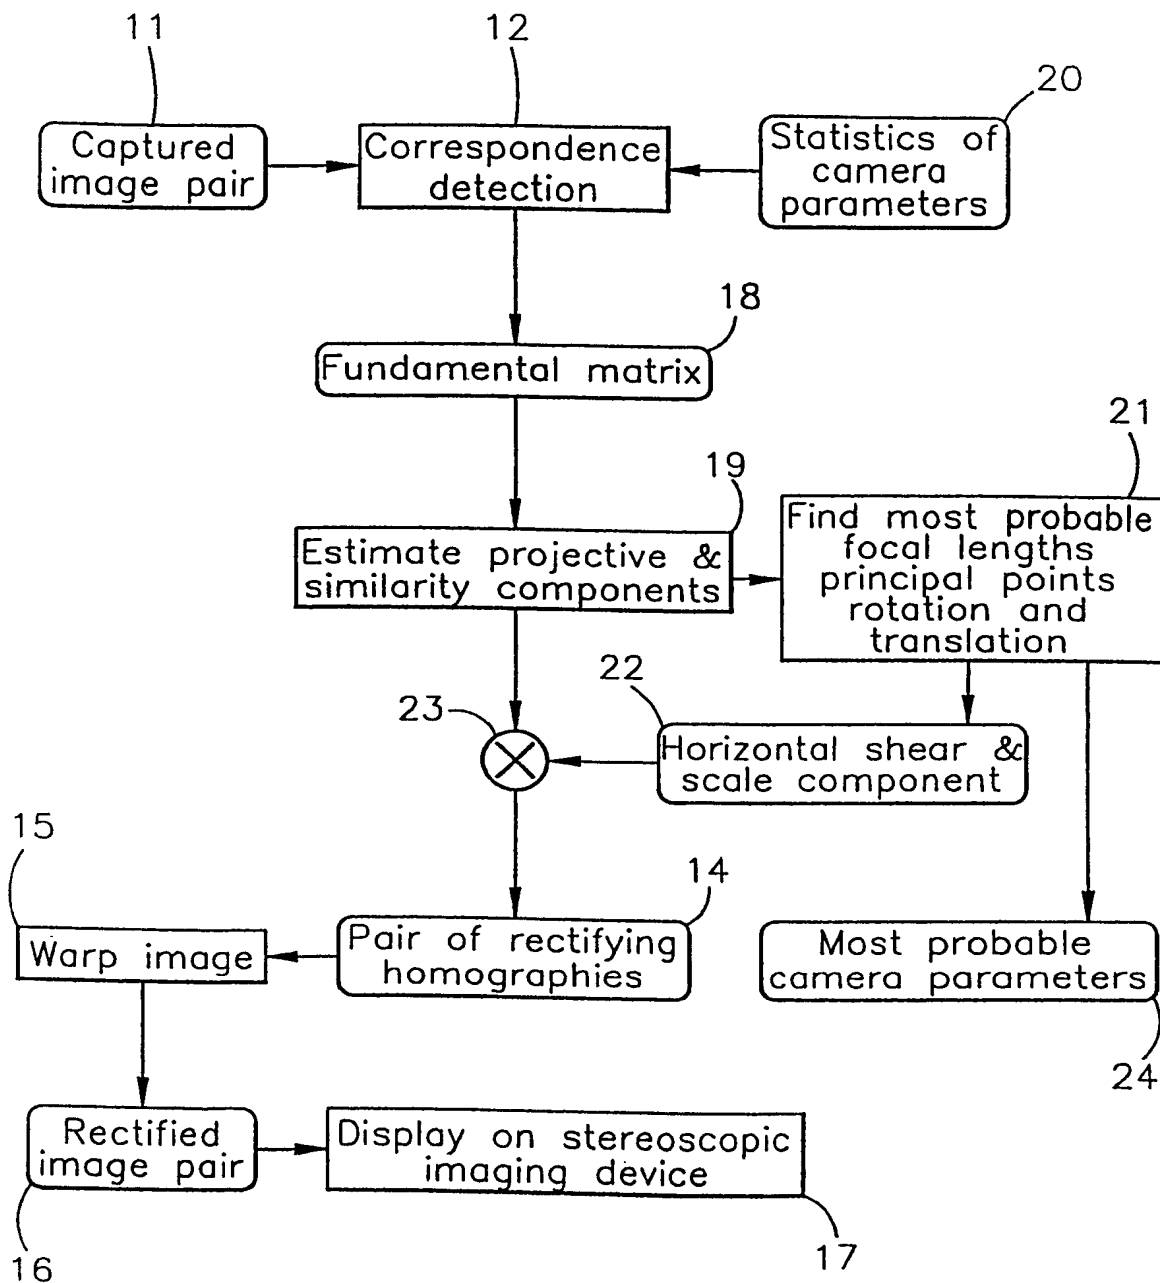 11
12
20
Captured
image pair
Correspondence
detection
Statistics of
camera
parameters
18
Fundamental matrix
21
19
Estimate projective &
similarity components
Find most probable
focal lengths
principal points
rotation and
translation
22
23
Horizontal shear &
scale component
15
14
Warp image
Pair of rectifying
homographies
Most probable
camera parameters
24
Rectified
image pair
Display on stereoscopic
imaging device
16
17